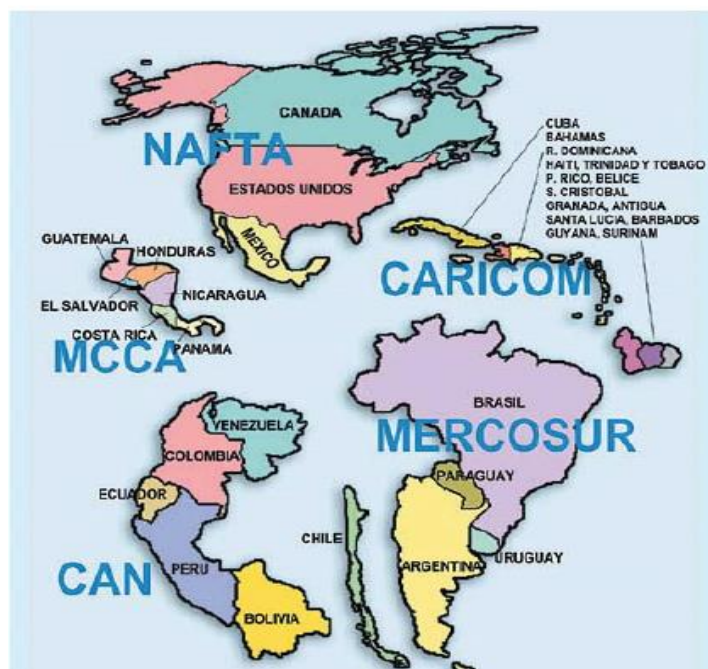 CANADA
NAFTA
ESTADOS UNIDOS
MEXICO
CUBA
BAHAMAS
R. DOMINICANA
HAITI, TRINIDAD Y TOBAGO
P. RICO, BELICE
S. CRISTOBAL
GRANADA, ANTIGUA
SANTA LUCIA, BARBADOS
GUYANA, SURINAM
CARICOM
GUATEMALA
HONDURAS
EL SALVADOR
NICARAGUA
COSTA RICA
PANAMA
MCCA
VENEZUELA
COLOMBIA
ECUADOR
PERU
CAN
BOLIVIA
BRASIL
MERCOSUR
PARAGUAY
CHILE
URUGUAY
ARGENTINA